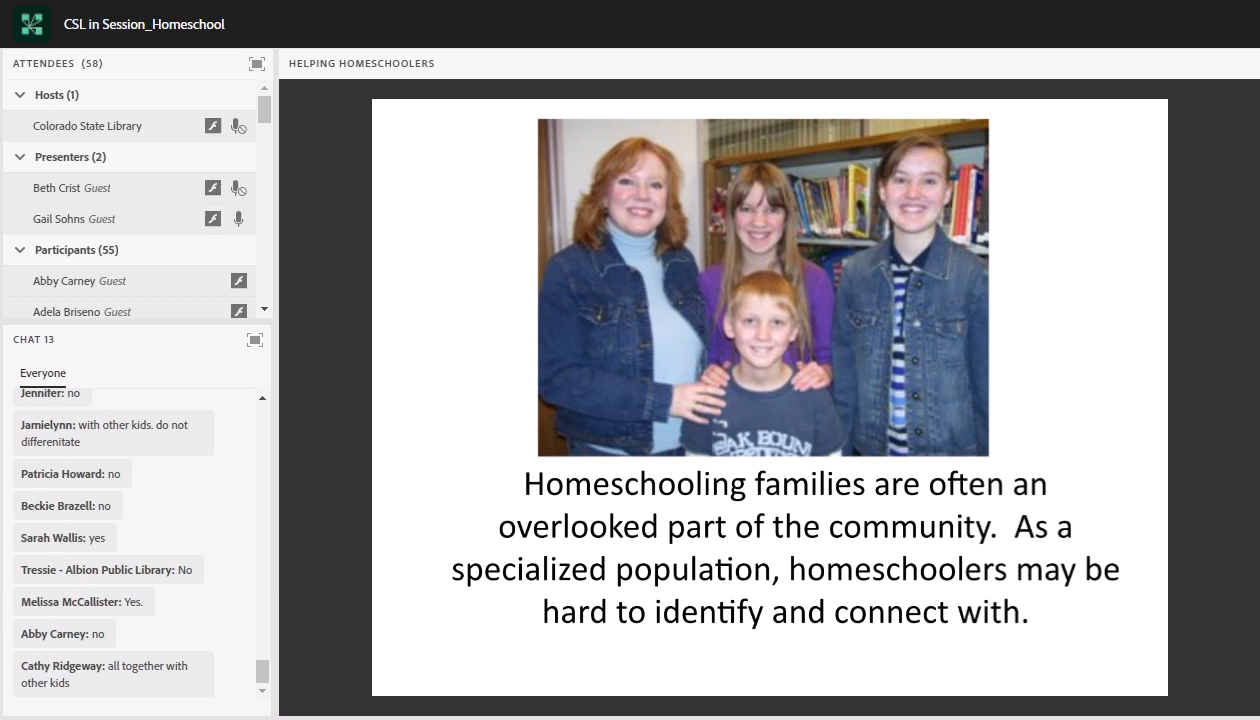 CSL in Session_Homeschool
ATTENDEES (58)
Hosts (1)
Colorado State Library
Presenters (2)
Beth Crist Guest
Gail Sohns Guest
Participants (55)
Abby Carney Guest
Adela Briseno Guest
CHAT 13
Everyone
Jennifer: no
Jamielynn: with other kids. do not
differenitate
Patricia Howard: no
Beckie Brazell: no
Sarah Wallis: yes
Tressie - Albion Public Library: No
Melissa McCallister: Yes.
Abby Carney: no
Cathy Ridgeway: all together with
other kids
HELPING HOMESCHOOLERS
Homeschooling families are often an
overlooked part of the community. As a
specialized population, homeschoolers may be
hard to identify and connect with.